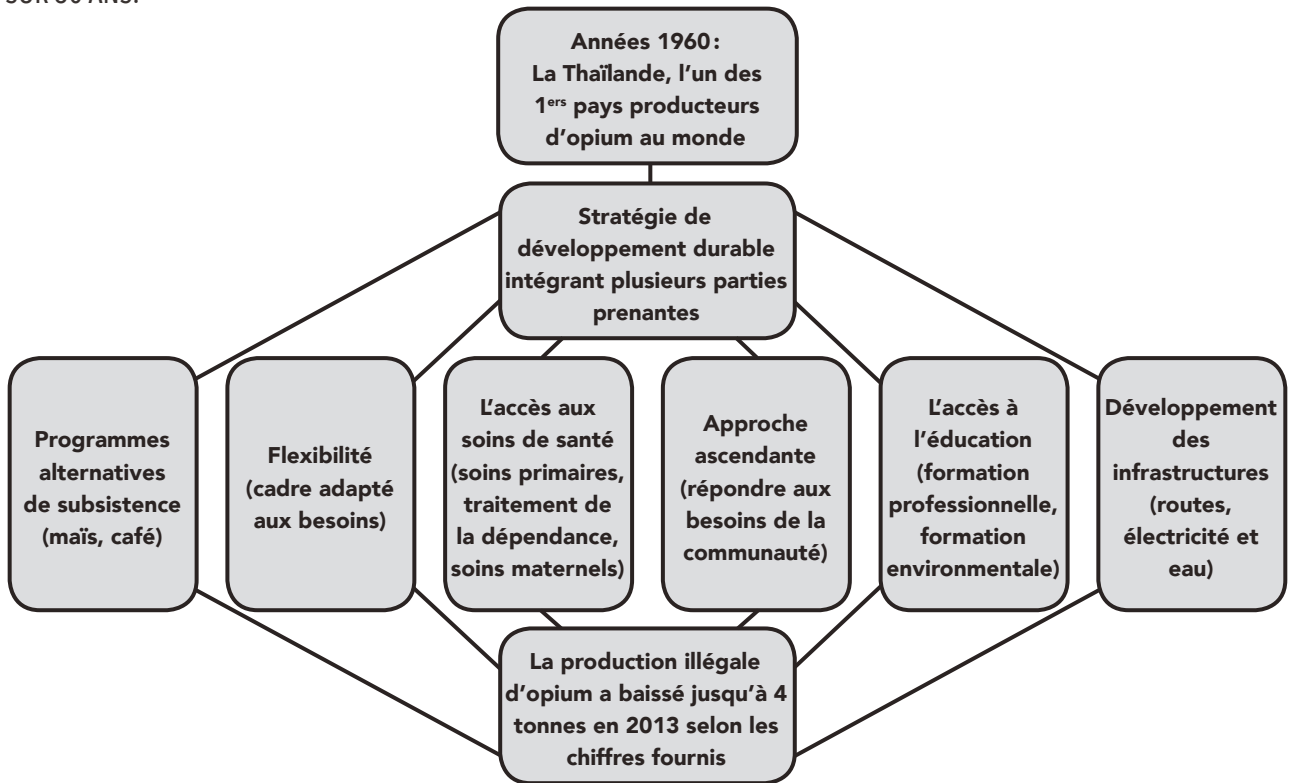 SUR 30 ANS.
Années 1960 :
La Thaïlande, l'un des
1ers pays producteurs
d'opium au monde
Stratégie de
développement durable
intégrant plusieurs parties
prenantes
Programmes
alternatives
de subsistence
(maïs, café)
Flexibilité
(cadre adapté
aux besoins)
L'accès aux
soins de santé
(soins primaires,
traitement de
la dépendance,
soins maternels)
Approche
ascendante
(répondre aux
besoins de la
communauté)
L'accès à
l'éducation
(formation
professionnelle,
formation
environmentale)
Développement
des
infrastructures
(routes,
électricité et
eau)
La production illégale
d'opium a baissé jusqu'à 4
tonnes en 2013 selon les
chiffres fournis